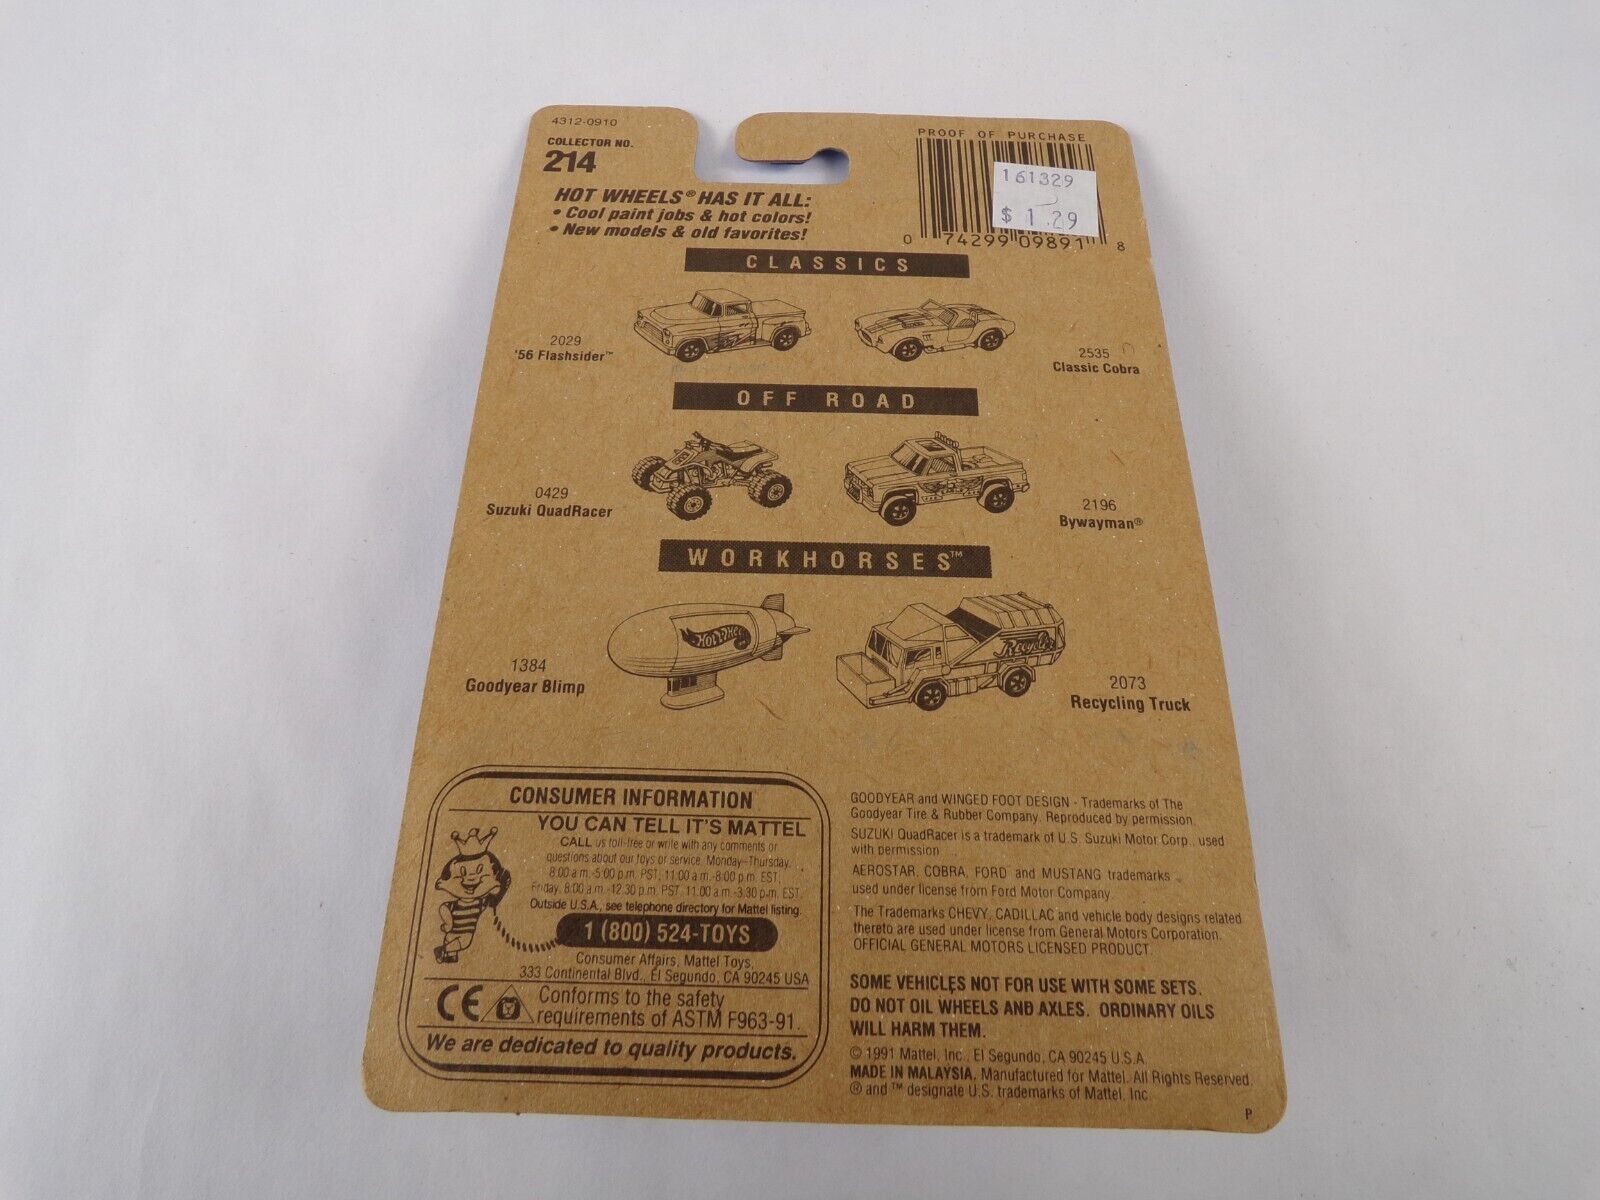 4312-0910
COLLECTOR NO.
214
HOT WHEELS® HAS IT ALL:
• Cool paint jobs & hot colors!
• New models & old favorites!
PROOF OF PURCHASE
161329
$ 1.29
0 74299 09891 8
CLASSICS
2029
'56 Flashsider™
2535
Classic Cobra
OFF ROAD
0429
Suzuki QuadRacer
2196
Bywayman®
WORKHORSES™
Hot Wheels
1384
Goodyear Blimp
Recycler
2073
Recycling Truck
CONSUMER INFORMATION
YOU CAN TELL IT'S MATTEL
CALL us toll-free or write with any comments or
questions about our toys or service, Monday-Thursday,
8:00 a.m.-5:00 p.m. PST, 11:00 a.m.-8:00 p.m. EST,
Friday, 8:00 a.m.-12:30 p.m. PST, 11:00 a.m.-3:30 p.m. EST.
Outside U.S.A., see telephone directory for Mattel listing.
1 (800) 524-TOYS
Consumer Affairs, Mattel Toys,
333 Continental Blvd., El Segundo, CA 90245 USA
CE Conforms to the safety
requirements of ASTM F963-91.
We are dedicated to quality products.
GOODYEAR and WINGED FOOT DESIGN - Trademarks of The
Goodyear Tire & Rubber Company. Reproduced by permission.
SUZUKI QuadRacer is a trademark of U.S. Suzuki Motor Corp., used
with permission
AEROSTAR, COBRA, FORD and MUSTANG trademarks
used under license from Ford Motor Company
The Trademarks CHEVY, CADILLAC and vehicle body designs related
thereto are used under license from General Motors Corporation.
OFFICIAL GENERAL MOTORS LICENSED PRODUCT.
SOME VEHICLES NOT FOR USE WITH SOME SETS.
DO NOT OIL WHEELS AND AXLES. ORDINARY OILS
WILL HARM THEM.
© 1991 Mattel, Inc., El Segundo, CA 90245 U.S.A.
MADE IN MALAYSIA. Manufactured for Mattel. All Rights Reserved.
® and ™ designate U.S. trademarks of Mattel, Inc.
P